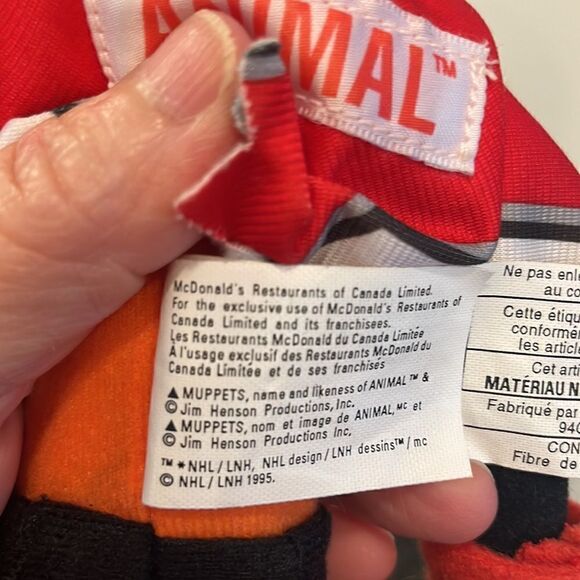 ANIMAL™
McDonald's Restaurants of Canada Limited.
For the exclusive use of McDonald's Restaurants of
Canada Limited and its franchisees.
Les Restaurants McDonald du Canada Limitée
À l'usage exclusif des Restaurants McDonald du
Canada Limitée et de ses franchisés
▲ MUPPETS, name and likeness of ANIMAL™ &
© Jim Henson Productions, Inc.
▲ MUPPETS, nom et image de ANIMAL, MC et
© Jim Henson Productions, Inc.
™ * NHL / LNH, NHL design / LNH dessins™ / mc
© NHL / LNH 1995.
Ne pas enle
au co
Cette étiqu
conformém
les articl
Cet arti
MATÉRIAU N
Fabriqué par
940
CON
Fibre de